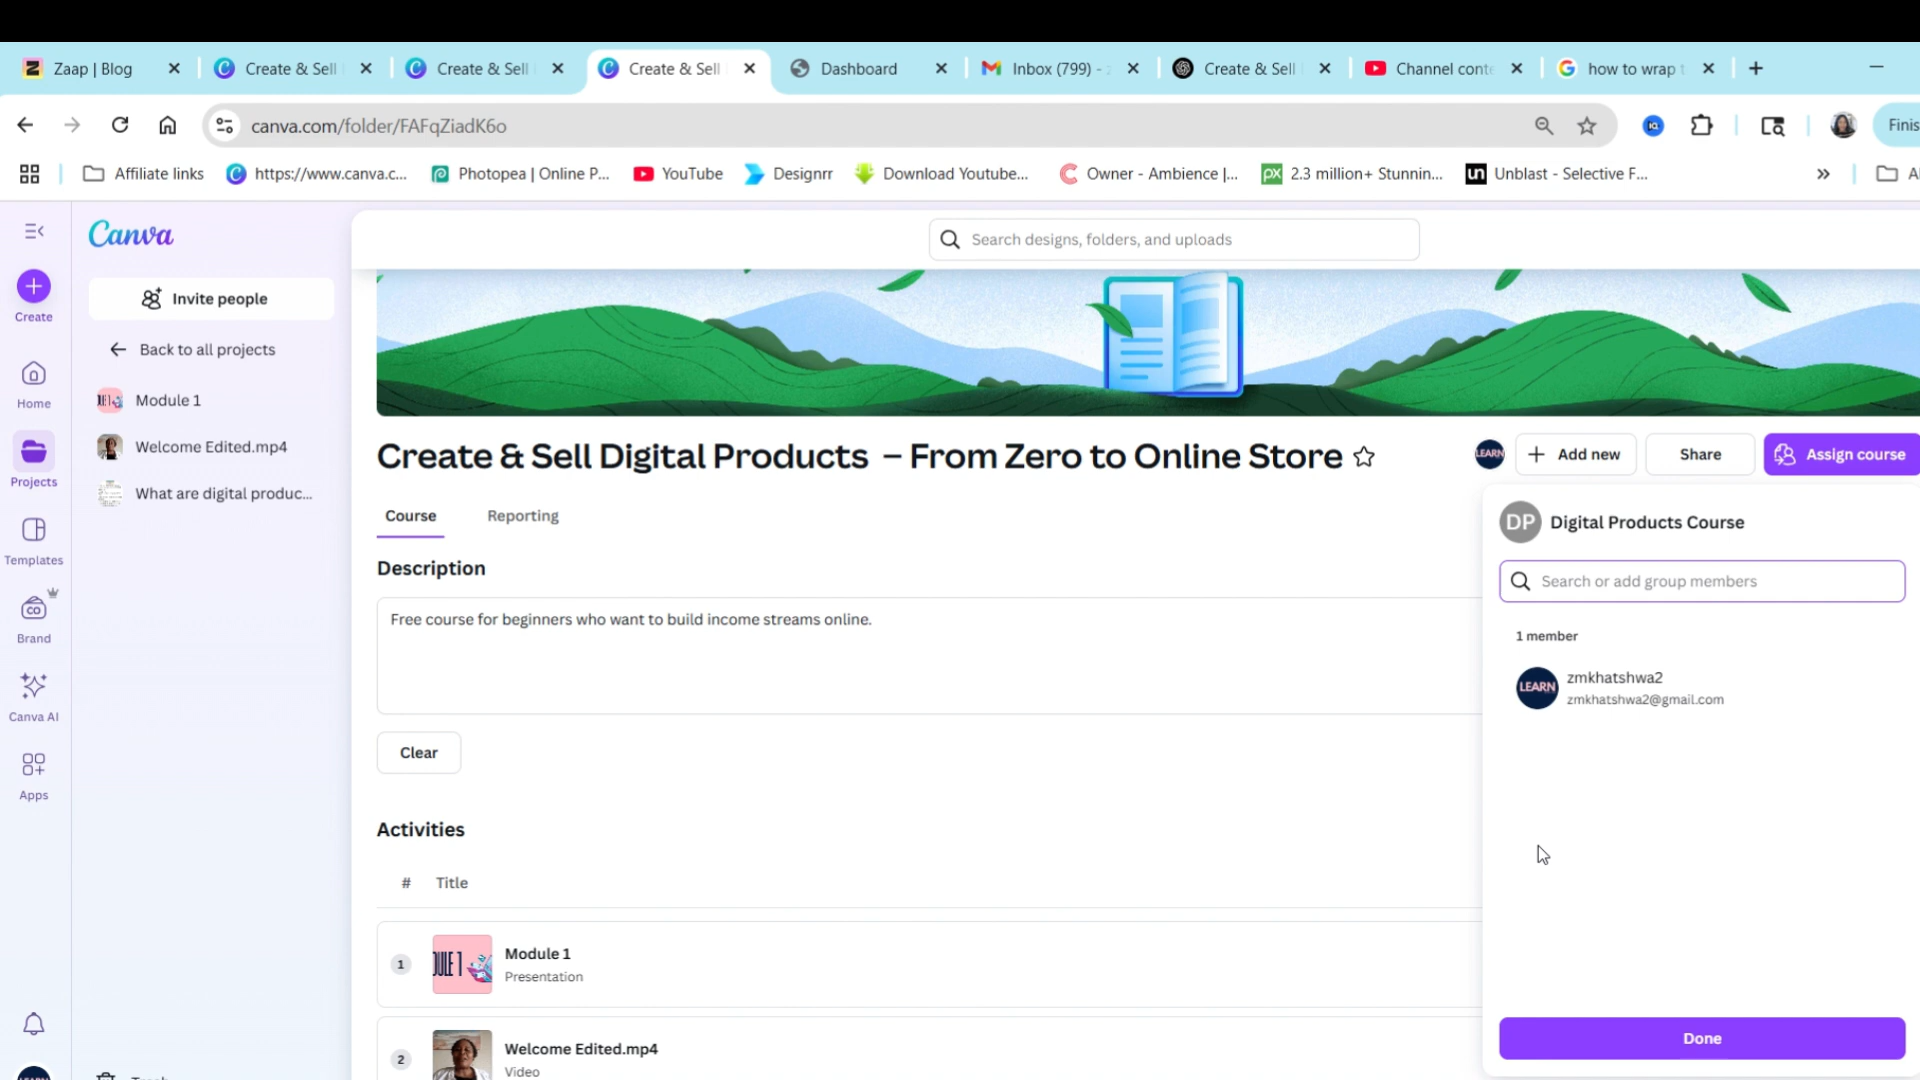 Zaap | Blog
Create & Sell
Create & Sell
Create & Sell
Dashboard
Inbox (799) -
Create & Sell
Channel conte
how to wrap t
canva.com/folder/FAFqZiadK6o
Finis
Affiliate links
https://www.canva.c...
Photopea | Online P...
YouTube
Designrr
Download Youtube...
Owner - Ambience |...
px
2.3 million+ Stunnin...
un
Unblast - Selective F...
»
Canva
Create
Home
Projects
Templates
Brand
Canva AI
Apps
Invite people
Back to all projects
Module 1
Welcome Edited.mp4
What are digital produc...
Search designs, folders, and uploads
Create & Sell Digital Products – From Zero to Online Store
LEARN
Add new
Share
Assign course
Course
Reporting
Description
Free course for beginners who want to build income streams online.
Clear
Activities
# Title
1
Module 1
Presentation
2
Welcome Edited.mp4
Video
DP
Digital Products Course
Search or add group members
1 member
LEARN
zmkhatshwa2
zmkhatshwa2@gmail.com
Done